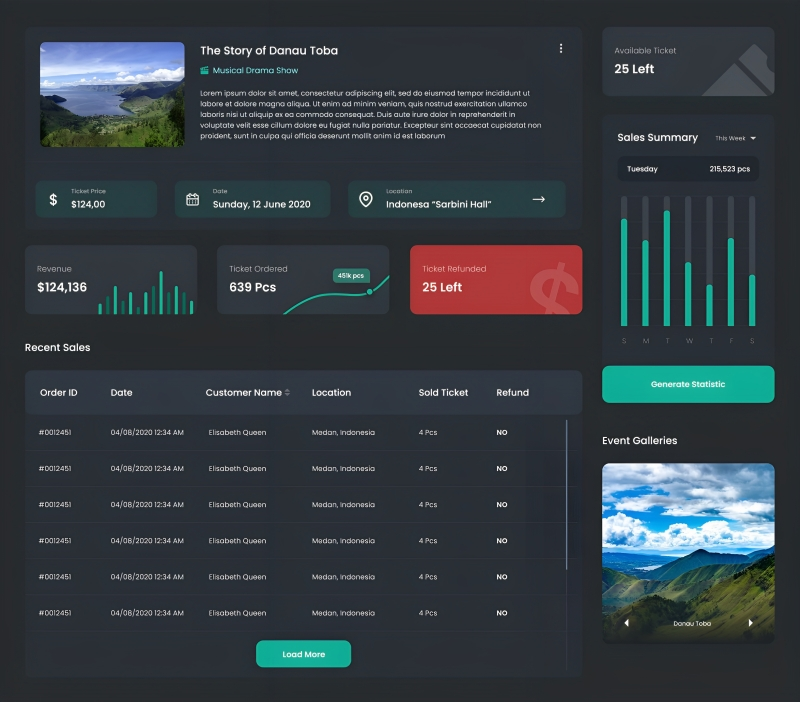 The Story of Danau Toba
Musical Drama Show
Lorem ipsum dolor sit amet, consectetur adipiscing elit, sed do eiusmod tempor incididunt ut
labore et dolore magna aliqua. Ut enim ad minim veniam, quis nostrud exercitation ullamco
laboris nisi ut aliquip ex ea commodo consequat. Duis aute irure dolor in reprehenderit in
voluptate velit esse cillum dolore eu fugiat nulla pariatur. Excepteur sint occaecat cupidatat non
proident, sunt in culpa qui officia deserunt mollit anim id est laborum
$
Ticket Price
$124,00
Date
Sunday, 12 June 2020
Location
Indonesa “Sarbini Hall”
Revenue
$124,136
Ticket Ordered
639 Pcs
451k pcs
Ticket Refunded
25 Left
$
Recent Sales
Order ID Date Customer Name Location Sold Ticket Refund
#0012451 04/08/2020 12:34 AM Elisabeth Queen Medan, Indonesia 4 Pcs NO
#0012451 04/08/2020 12:34 AM Elisabeth Queen Medan, Indonesia 4 Pcs NO
#0012451 04/08/2020 12:34 AM Elisabeth Queen Medan, Indonesia 4 Pcs NO
#0012451 04/08/2020 12:34 AM Elisabeth Queen Medan, Indonesia 4 Pcs NO
#0012451 04/08/2020 12:34 AM Elisabeth Queen Medan, Indonesia 4 Pcs NO
#0012451 04/08/2020 12:34 AM Elisabeth Queen Medan, Indonesia 4 Pcs NO
Load More
Available Ticket
25 Left
Sales Summary
This Week
Tuesday 215,523 pcs
S M T W T F S
Generate Statistic
Event Galleries
Danau Toba